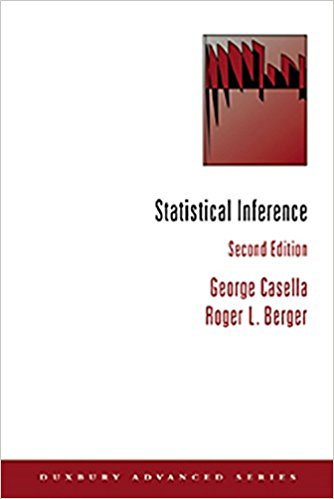 Statistical Inference
Second Edition
George Casella
Roger L. Berger
DUXBURY ADVANCED SERIES